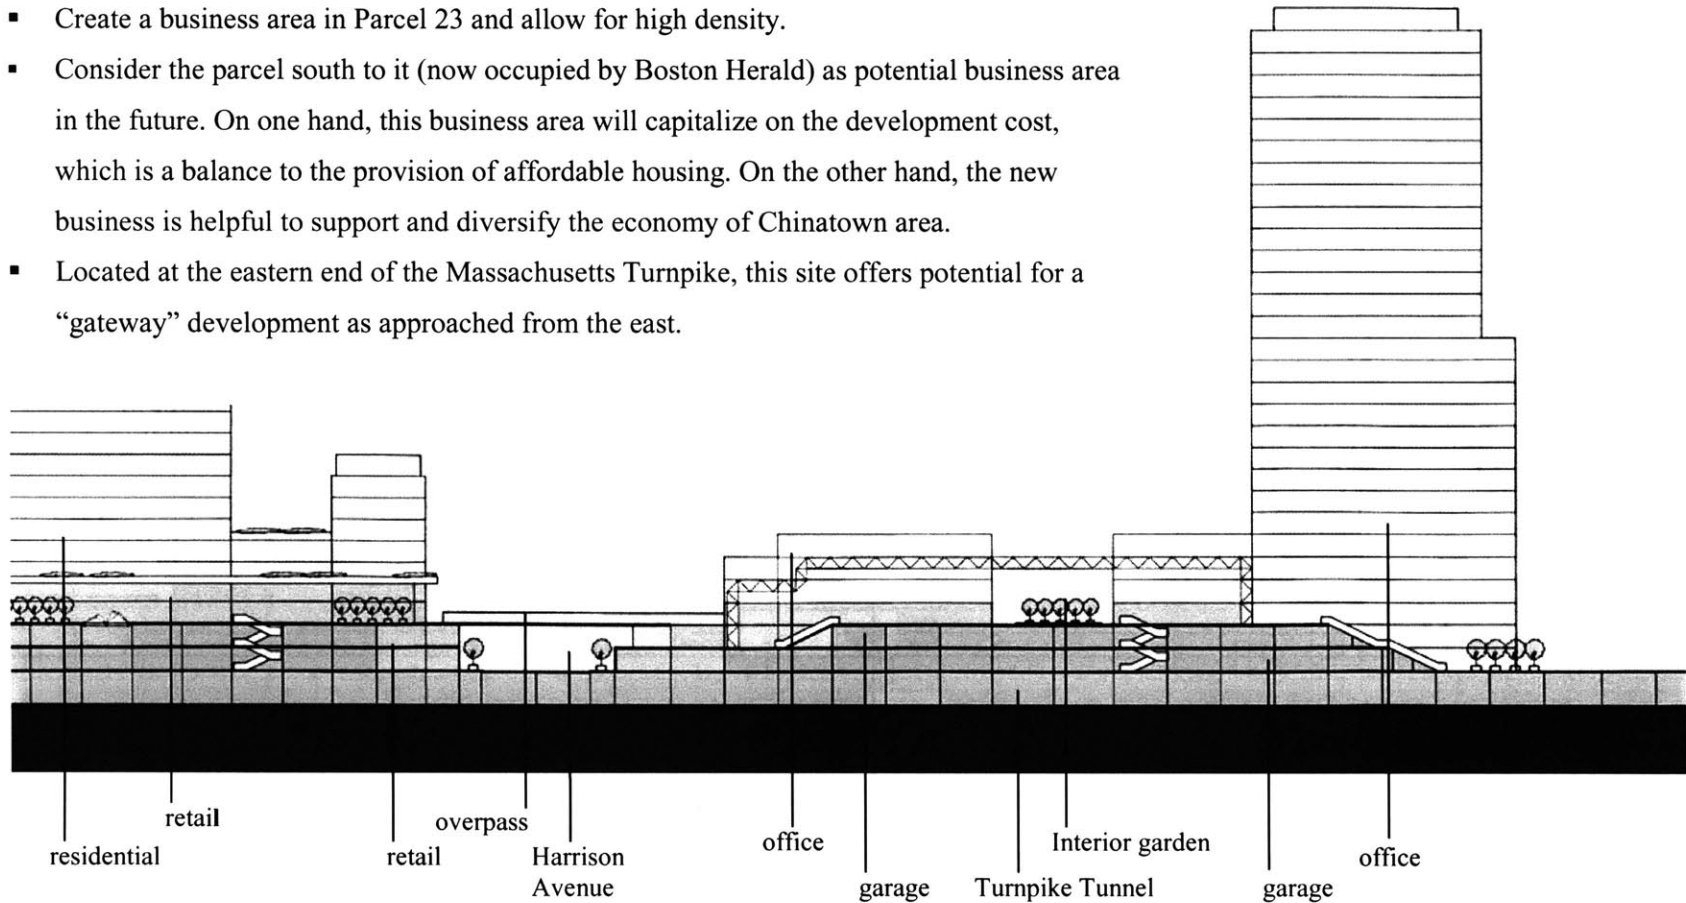 ▪ Create a business area in Parcel 23 and allow for high density.
▪ Consider the parcel south to it (now occupied by Boston Herald) as potential business area
in the future. On one hand, this business area will capitalize on the development cost,
which is a balance to the provision of affordable housing. On the other hand, the new
business is helpful to support and diversify the economy of Chinatown area.
▪ Located at the eastern end of the Massachusetts Turnpike, this site offers potential for a
“gateway” development as approached from the east.
retail
overpass
office
Interior garden
residential
retail
Harrison
Avenue
office
garage
Turnpike Tunnel
garage